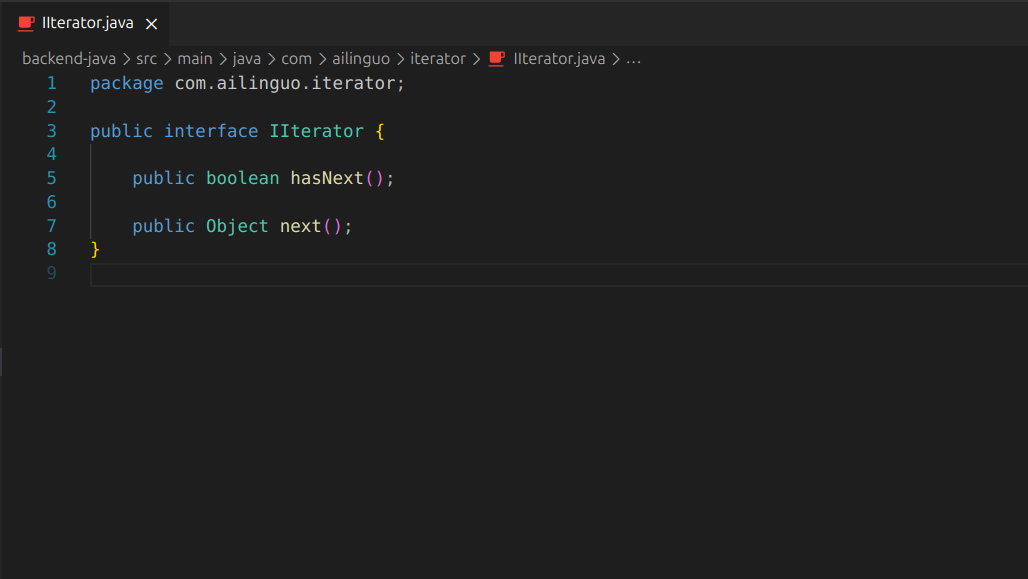 IIterator.java
backend-java > src > main > java > com > ailinguo > iterator > IIterator.java > ...
1 package com.ailinguo.iterator;
2
3 public interface IIterator {
4
5 public boolean hasNext();
6
7 public Object next();
8 }
9